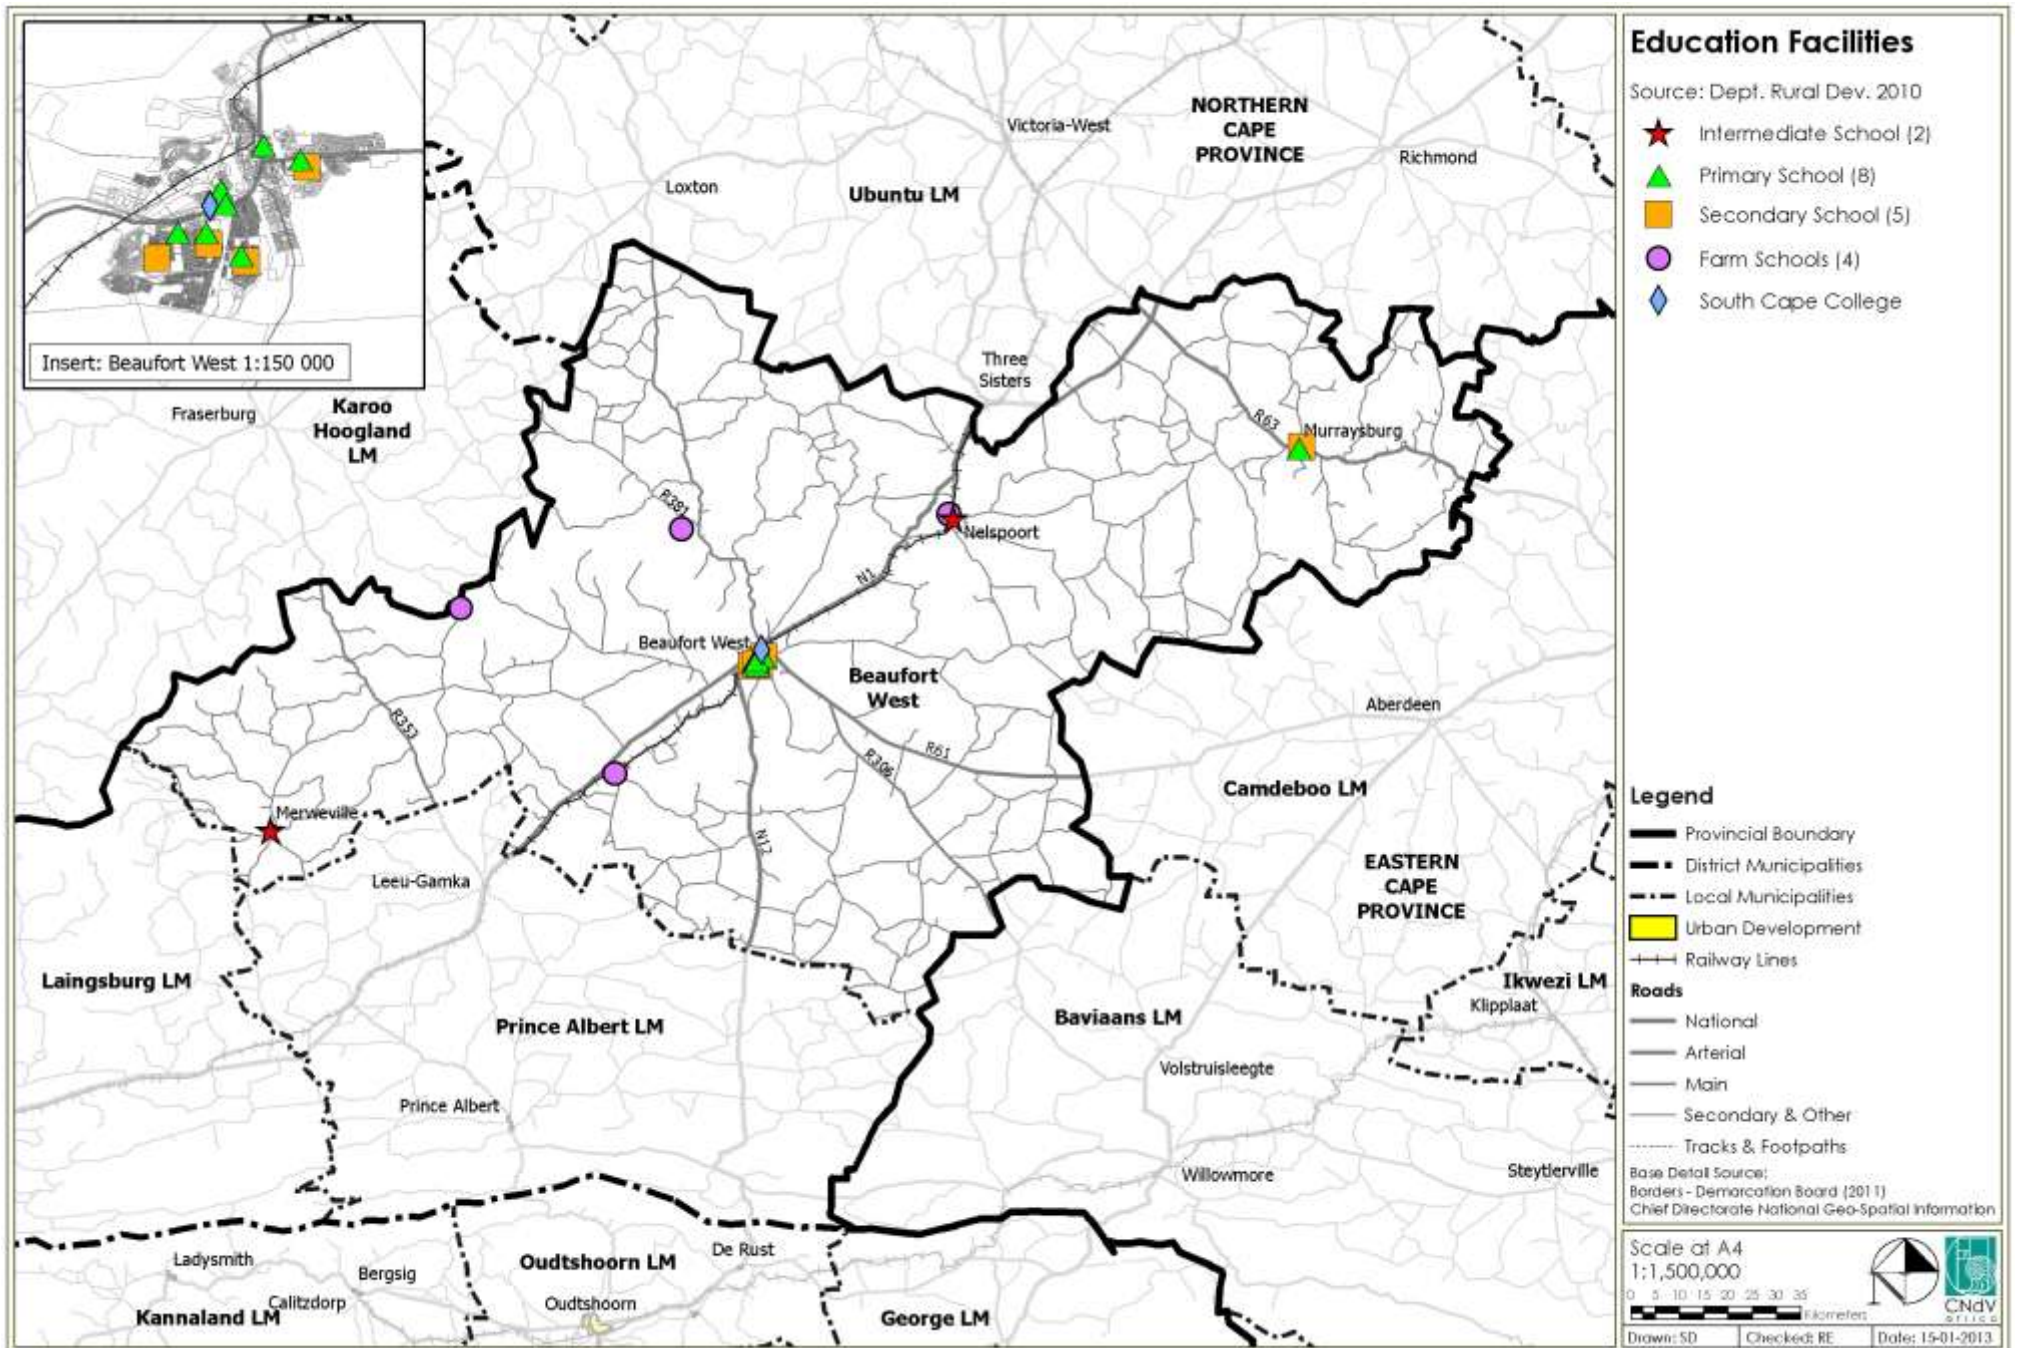 Insert: Beaufort West 1:150 000
NORTHERN
CAPE
PROVINCE
Victoria-West
Richmond
Loxton
Ubuntu LM
Three
Sisters
Fraserburg
Karoo
Hoogland
LM
R63
Murraysburg
R381
Nelspoort
N1
Beaufort West
Beaufort
West
Aberdeen
R353
R61
R306
Camdeboo LM
Merweville
N12
Leeu-Gamka
EASTERN
CAPE
PROVINCE
Laingsburg LM
Ikwezi LM
Klipplaat
Prince Albert LM
Baviaans LM
Volstruisleegte
Prince Albert
Willowmore
Steytlerville
Ladysmith
Bergsig
Oudtshoorn LM
De Rust
Calitzdorp
Oudtshoorn
Kannaland LM
George LM
Education Facilities
Source: Dept. Rural Dev. 2010
Intermediate School (2)
Primary School (8)
Secondary School (5)
Farm Schools (4)
South Cape College
Legend
Provincial Boundary
District Municipalities
Local Municipalities
Urban Development
Railway Lines
Roads
National
Arterial
Main
Secondary & Other
Tracks & Footpaths
Base Detail Source:
Borders - Demarcation Board (2011)
Chief Directorate National Geo-Spatial Information
Scale at A4
1:1,500,000
0 5 10 15 20 25 30 35
Kilometers
CNdV
africa
Drawn: SD
Checked: RE
Date: 15-01-2013